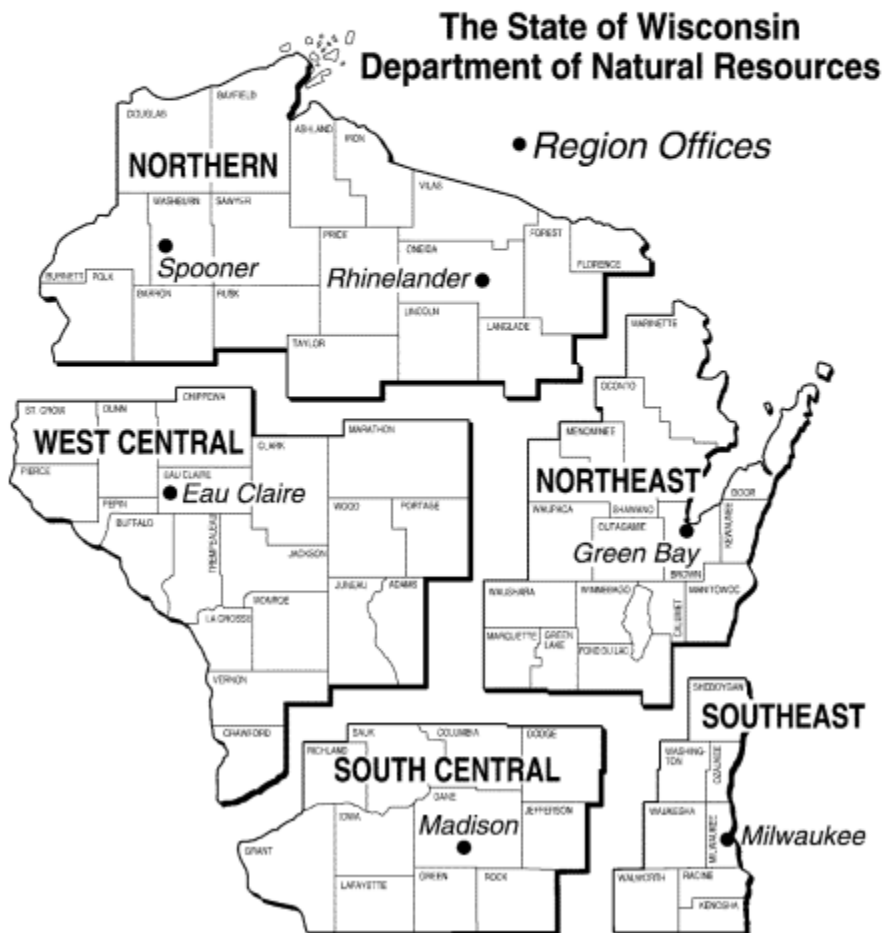 The State of Wisconsin
Department of Natural Resources
Region Offices
NORTHERN
DOUGLAS
BAYFIELD
ASHLAND
IRON
VILAS
WASHBURN
SAWYER
PRICE
ONEIDA
FOREST
FLORENCE
Spooner
Rhinelander
BURNETT
POLK
BARRON
RUSK
LINCOLN
LANGLADE
TAYLOR
WEST CENTRAL
CHIPPEWA
ST. CROIX
DUNN
CLARK
MARATHON
PIERCE
EAU CLAIRE
Eau Claire
PEPIN
BUFFALO
TREMPEALEAU
WOOD
PORTAGE
JACKSON
JUNEAU
ADAMS
MONROE
LA CROSSE
VERNON
CRAWFORD
NORTHEAST
MARINETTE
OCONTO
MENOMINEE
DOOR
WAUPACA
SHAWANO
OUTAGAMIE
KEWAUNEE
Green Bay
BROWN
WAUSHARA
WINNEBAGO
CALUMET
MANITOWOC
MARQUETTE
GREEN
LAKE
FOND DU LAC
SOUTHEAST
SHEBOYGAN
WASHING-
TON
OZAUKEE
WAUKESHA
MILWAUKEE
Milwaukee
WALWORTH
RACINE
KENOSHA
SOUTH CENTRAL
SAUK
COLUMBIA
DODGE
RICHLAND
DANE
IOWA
JEFFERSON
Madison
GRANT
LAFAYETTE
GREEN
ROCK